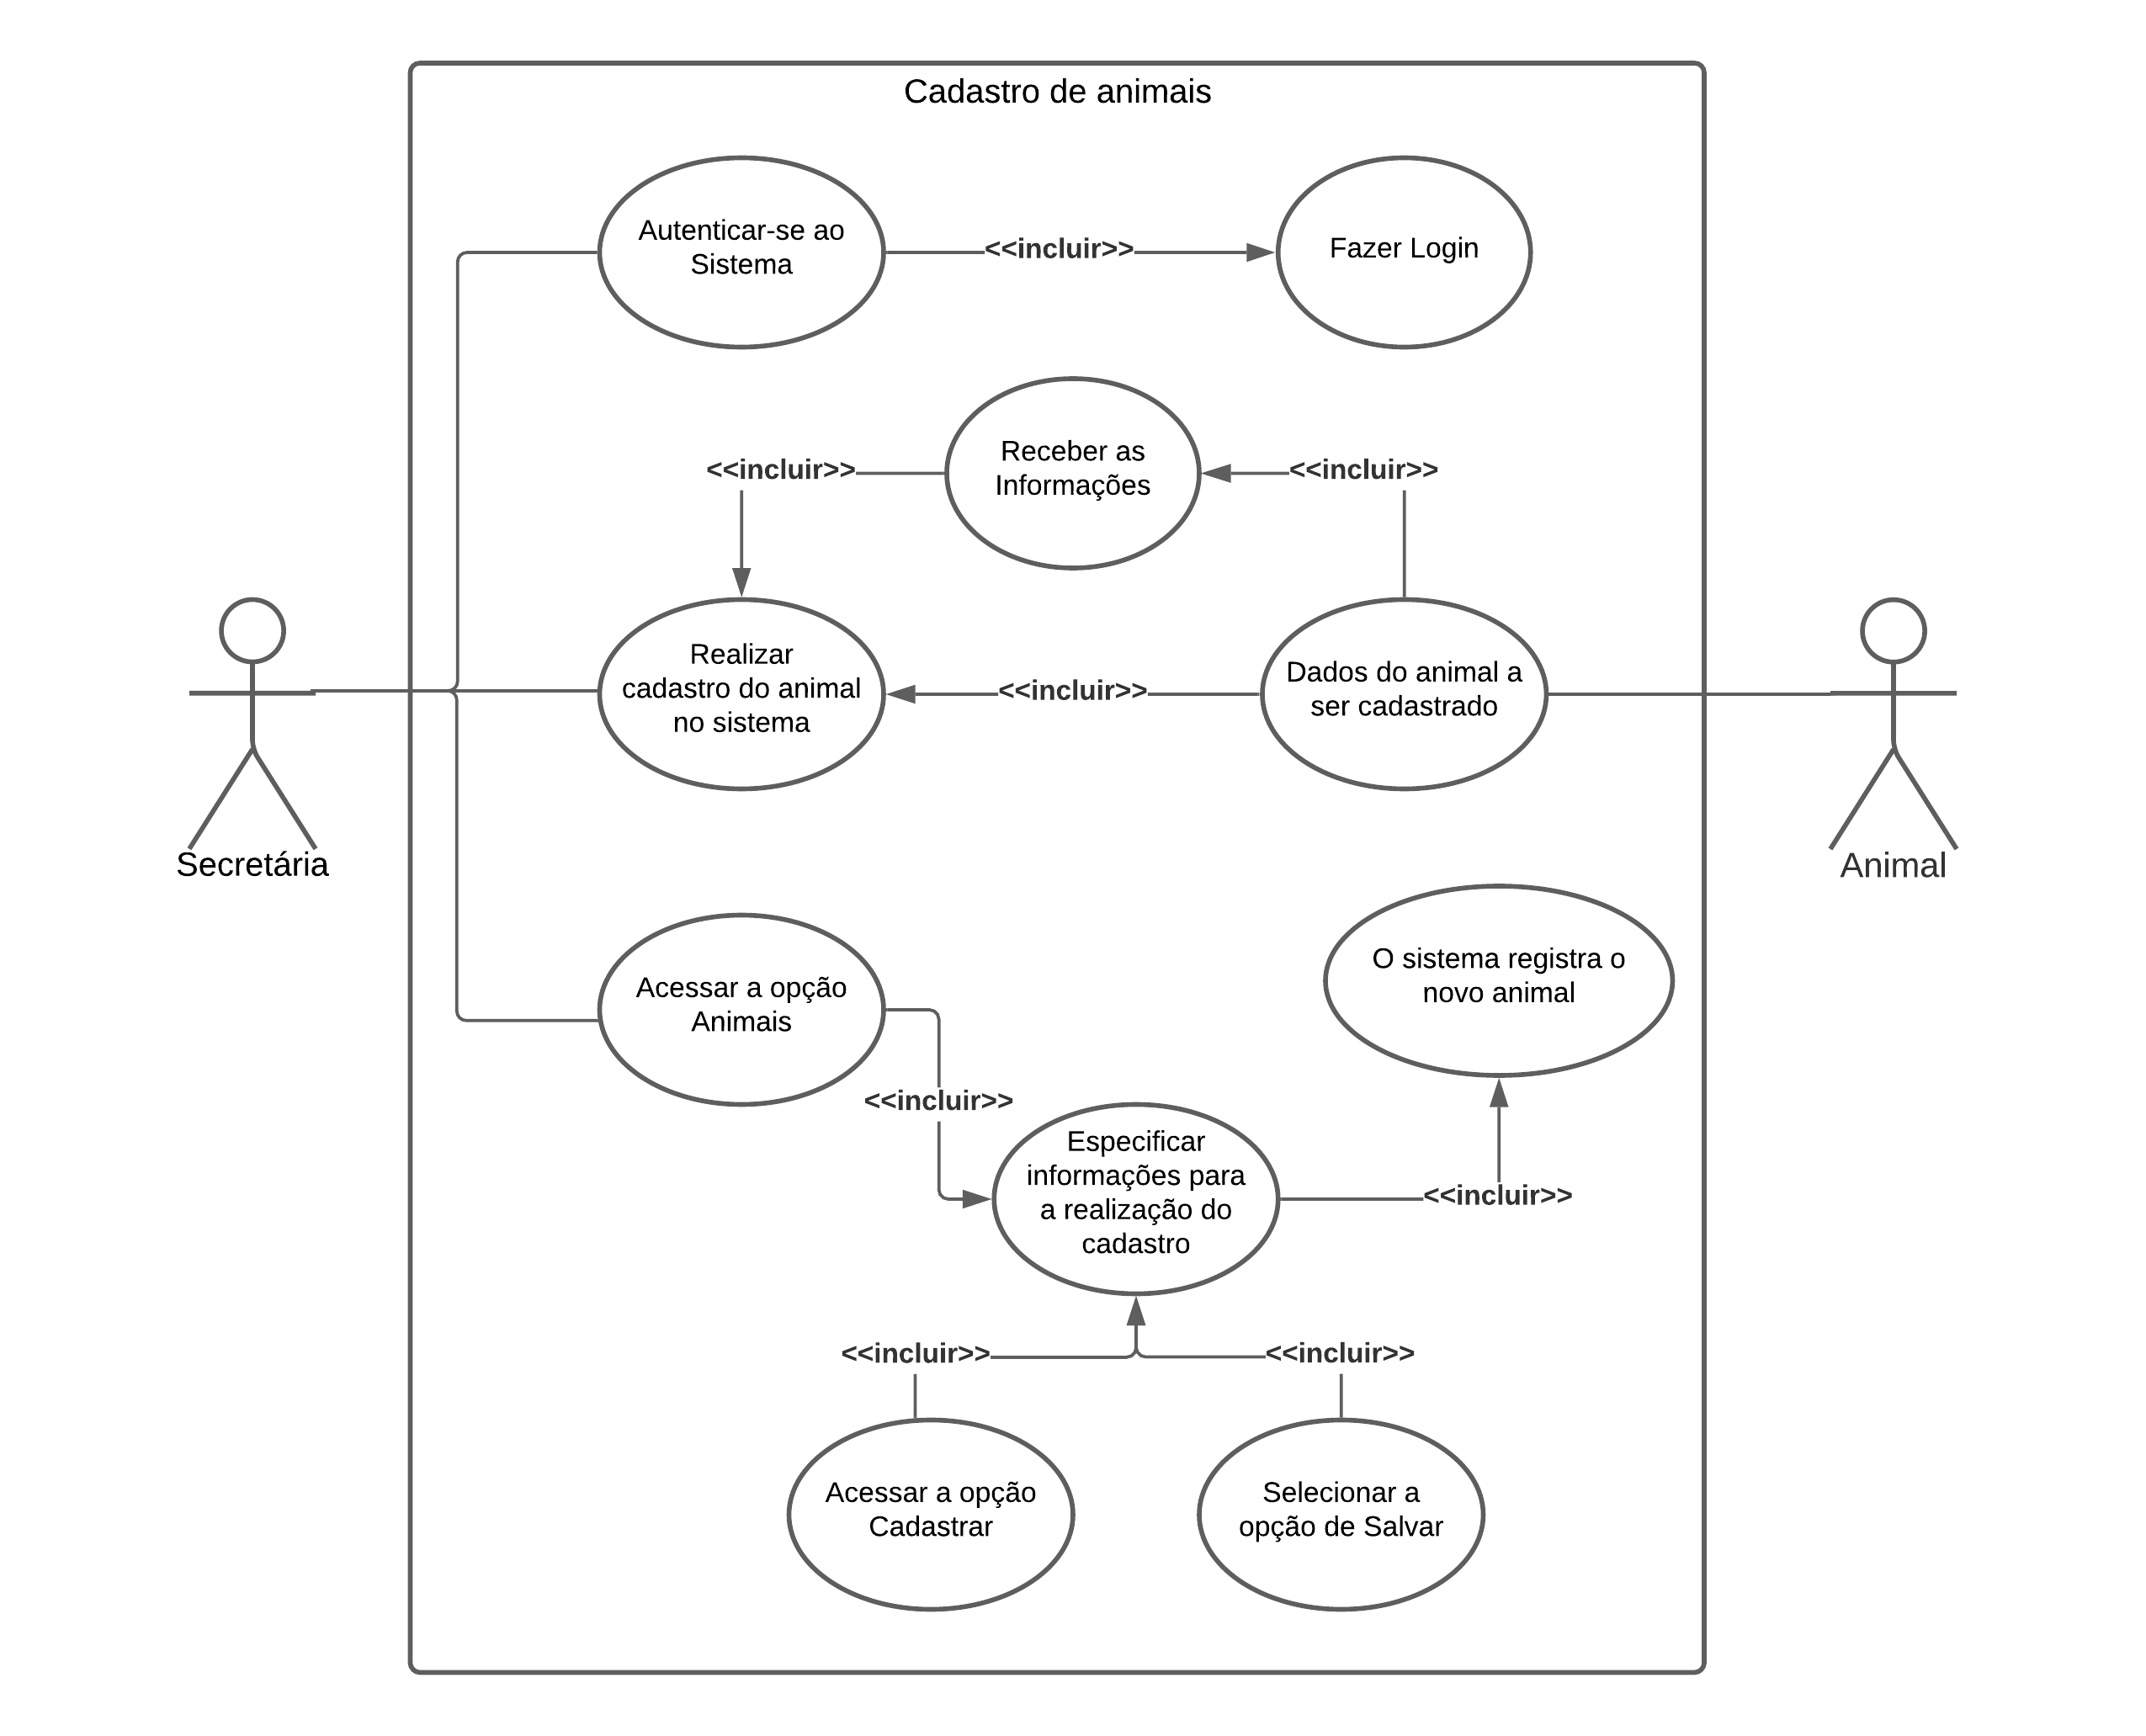 Cadastro de animais
Autenticar-se ao
Sistema
<<incluir>>
Fazer Login
Receber as
Informações
<<incluir>>
<<incluir>>
Realizar
cadastro do animal
no sistema
<<incluir>>
Dados do animal a
ser cadastrado
Secretária
Animal
Acessar a opção
Animais
O sistema registra o
novo animal
<<incluir>>
Especificar
informações para
a realização do
cadastro
<<incluir>>
<<incluir>>
<<incluir>>
Acessar a opção
Cadastrar
Selecionar a
opção de Salvar